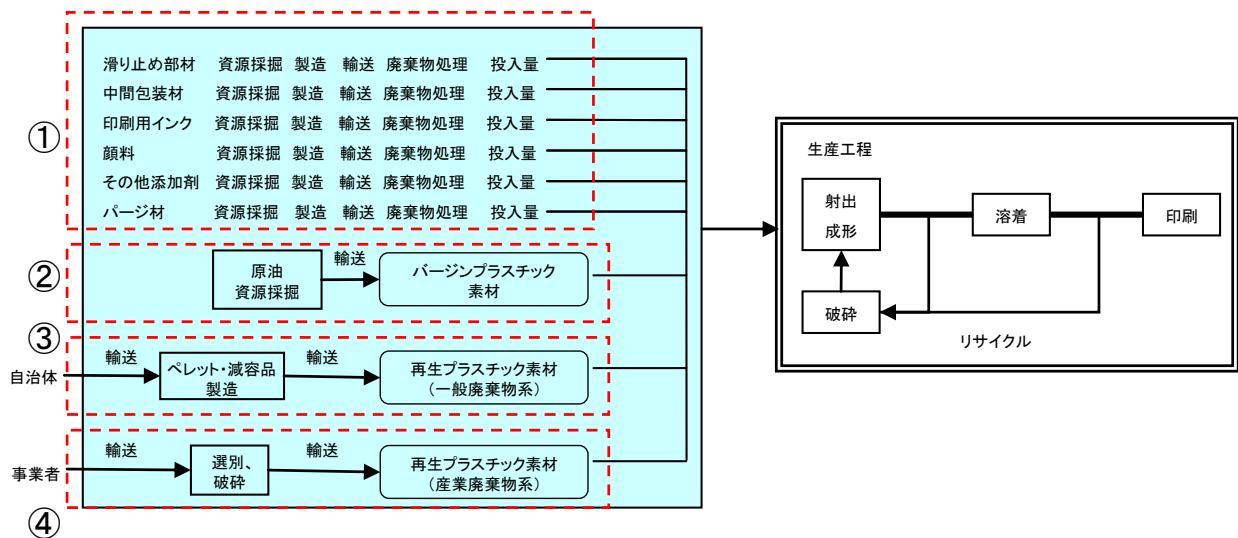 ①
滑り止め部材 資源採掘 製造 輸送 廃棄物処理 投入量
中間包装材 資源採掘 製造 輸送 廃棄物処理 投入量
印刷用インク 資源採掘 製造 輸送 廃棄物処理 投入量
顔料 資源採掘 製造 輸送 廃棄物処理 投入量
その他添加剤 資源採掘 製造 輸送 廃棄物処理 投入量
パージ材 資源採掘 製造 輸送 廃棄物処理 投入量
②
原油
資源採掘
輸送
バージンプラスチック
素材
③
自治体
輸送
ペレット・減容品
製造
輸送
再生プラスチック素材
（一般廃棄物系）
④
事業者
輸送
選別、
破砕
輸送
再生プラスチック素材
（産業廃棄物系）
生産工程
射出
成形
溶着
印刷
破砕
リサイクル